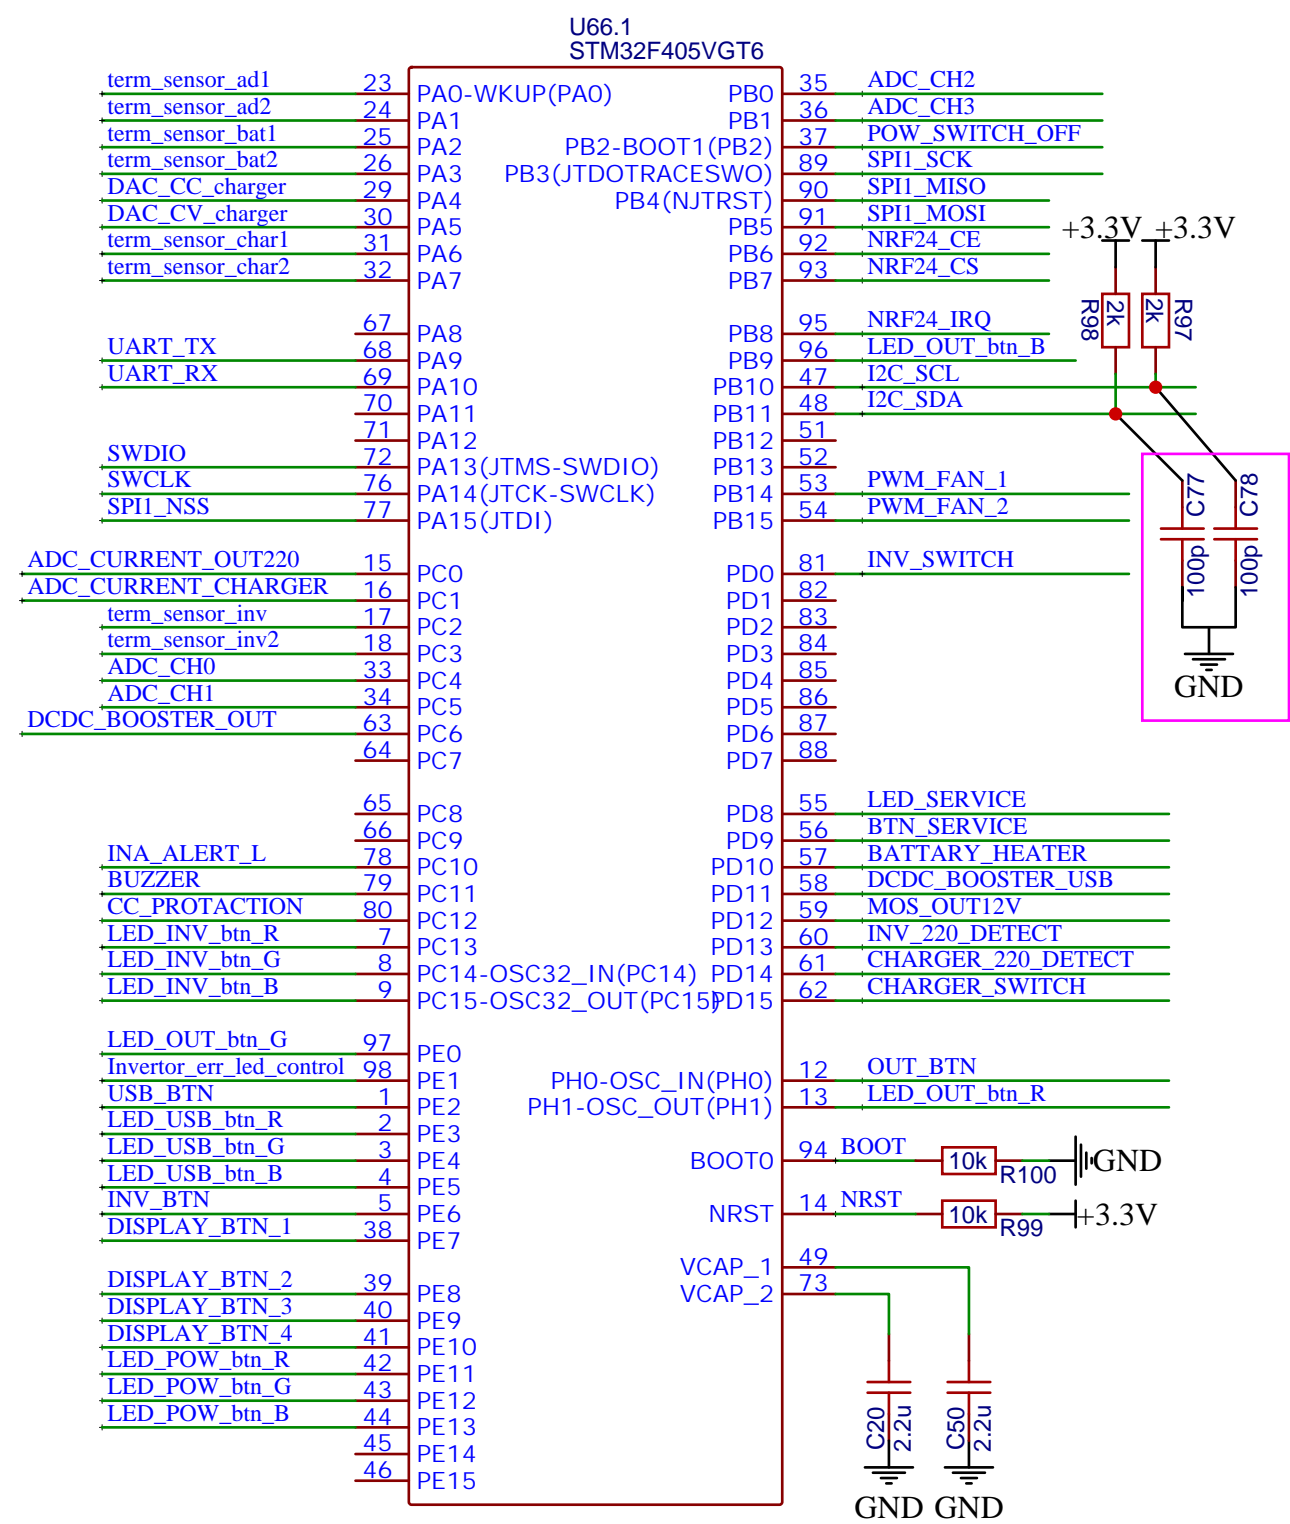 U66.1
STM32F405VGT6
term_sensor_ad1 23 PA0-WKUP(PA0)
term_sensor_ad2 24 PA1
term_sensor_bat1 25 PA2
term_sensor_bat2 26 PA3
DAC_CC_charger 29 PA4
DAC_CV_charger 30 PA5
term_sensor_char1 31 PA6
term_sensor_char2 32 PA7
67 PA8
UART_TX 68 PA9
UART_RX 69 PA10
70 PA11
71 PA12
SWDIO 72 PA13(JTMS-SWDIO)
SWCLK 76 PA14(JTCK-SWCLK)
SPI1_NSS 77 PA15(JTDI)
ADC_CURRENT_OUT220 15 PC0
ADC_CURRENT_CHARGER 16 PC1
term_sensor_inv 17 PC2
term_sensor_inv2 18 PC3
ADC_CH0 33 PC4
ADC_CH1 34 PC5
DCDC_BOOSTER_OUT 63 PC6
64 PC7
65 PC8
66 PC9
INA_ALERT_L 78 PC10
BUZZER 79 PC11
CC_PROTACTION 80 PC12
LED_INV_btn_R 7 PC13
LED_INV_btn_G 8 PC14-OSC32_IN(PC14)
LED_INV_btn_B 9 PC15-OSC32_OUT(PC15)
LED_OUT_btn_G 97 PE0
Invertor_err_led_control 98 PE1
USB_BTN 1 PE2
LED_USB_btn_R 2 PE3
LED_USB_btn_G 3 PE4
LED_USB_btn_B 4 PE5
INV_BTN 5 PE6
DISPLAY_BTN_1 38 PE7
DISPLAY_BTN_2 39 PE8
DISPLAY_BTN_3 40 PE9
DISPLAY_BTN_4 41 PE10
LED_POW_btn_R 42 PE11
LED_POW_btn_G 43 PE12
LED_POW_btn_B 44 PE13
45 PE14
46 PE15
PB0 35 ADC_CH2
PB1 36 ADC_CH3
PB2-BOOT1(PB2) 37 POW_SWITCH_OFF
PB3(JTDOTRACESWO) 89 SPI1_SCK
PB4(NJTRST) 90 SPI1_MISO
PB5 91 SPI1_MOSI
PB6 92 NRF24_CE
PB7 93 NRF24_CS
PB8 95 NRF24_IRQ
PB9 96 LED_OUT_btn_B
PB10 47 I2C_SCL
PB11 48 I2C_SDA
PB12 51
PB13 52
PB14 53 PWM_FAN_1
PB15 54 PWM_FAN_2
PD0 81 INV_SWITCH
PD1 82
PD2 83
PD3 84
PD4 85
PD5 86
PD6 87
PD7 88
PD8 55 LED_SERVICE
PD9 56 BTN_SERVICE
PD10 57 BATTARY_HEATER
PD11 58 DCDC_BOOSTER_USB
PD12 59 MOS_OUT12V
PD13 60 INV_220_DETECT
PD14 61 CHARGER_220_DETECT
PD15 62 CHARGER_SWITCH
PH0-OSC_IN(PH0) 12 OUT_BTN
PH1-OSC_OUT(PH1) 13 LED_OUT_btn_R
BOOT0 94 BOOT 10k R100 GND
NRST 14 NRST 10k R99 +3.3V
VCAP_1 49
VCAP_2 73
+3.3V +3.3V
R98 2k 2k R97
C77 C78
100p 100p
GND
C20 2.2u C50 2.2u
GND GND